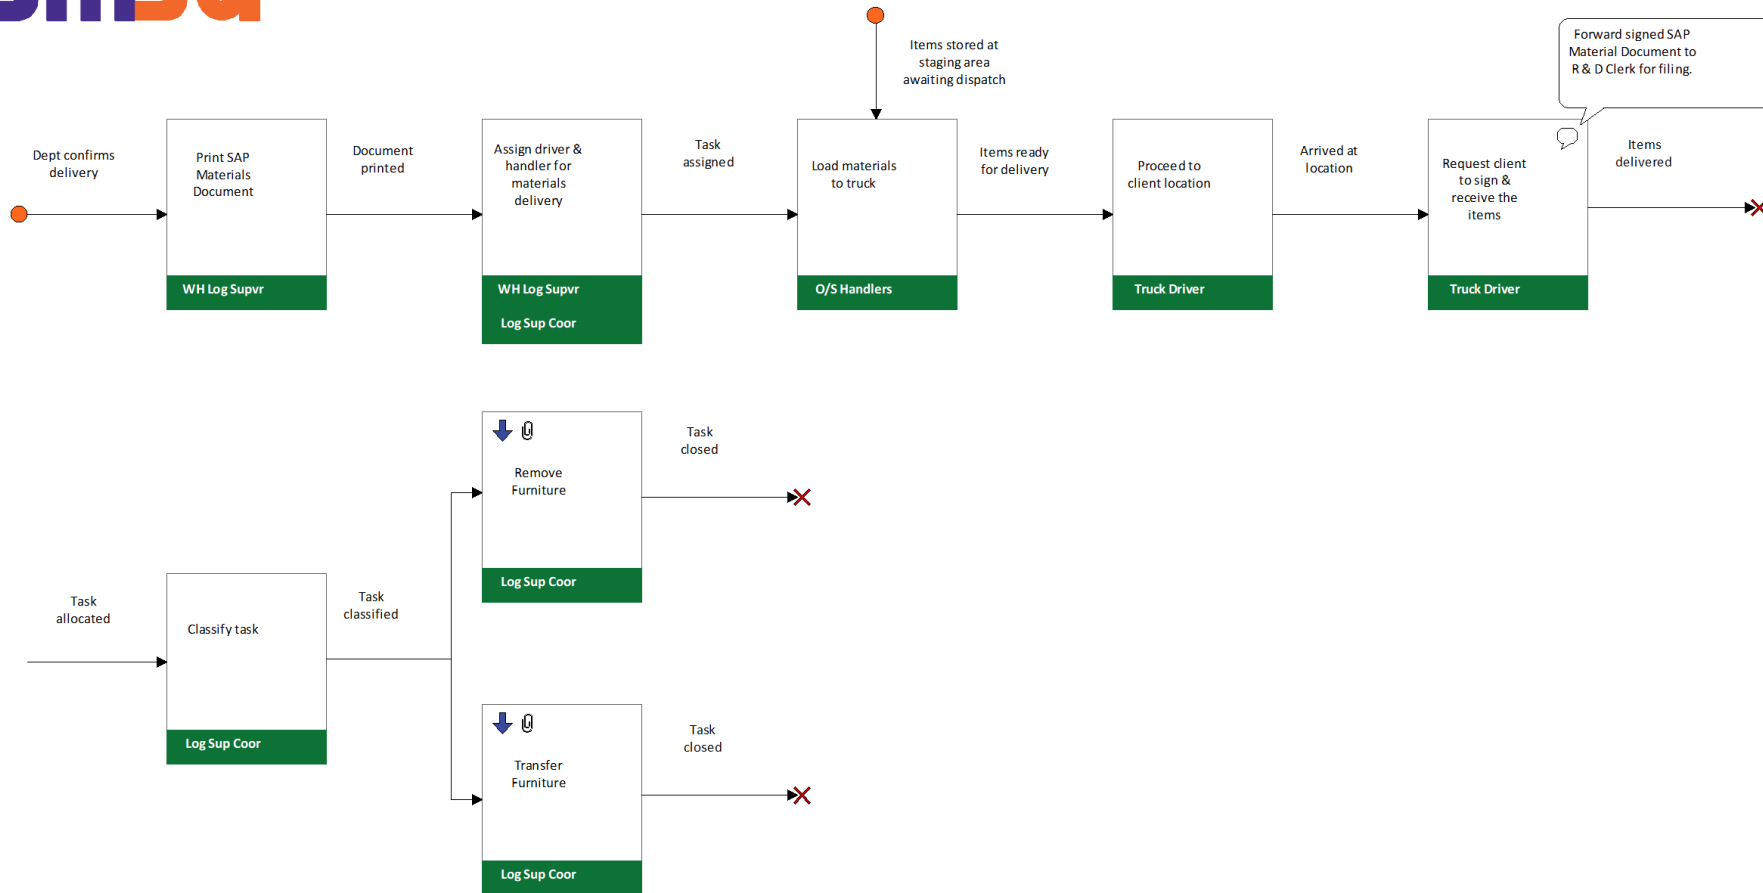 Items stored at
staging area
awaiting dispatch
Forward signed SAP
Material Document to
R & D Clerk for filing.
Dept confirms
delivery
Print SAP
Materials
Document
WH Log Supvr
Document
printed
Assign driver &
handler for
materials
delivery
WH Log Supvr
Log Sup Coor
Task
assigned
Load materials
to truck
O/S Handlers
Items ready
for delivery
Proceed to
client location
Truck Driver
Arrived at
location
Request client
to sign &
receive the
items
Truck Driver
Items
delivered
Task
allocated
Classify task
Log Sup Coor
Task
classified
Remove
Furniture
Log Sup Coor
Task
closed
Transfer
Furniture
Log Sup Coor
Task
closed